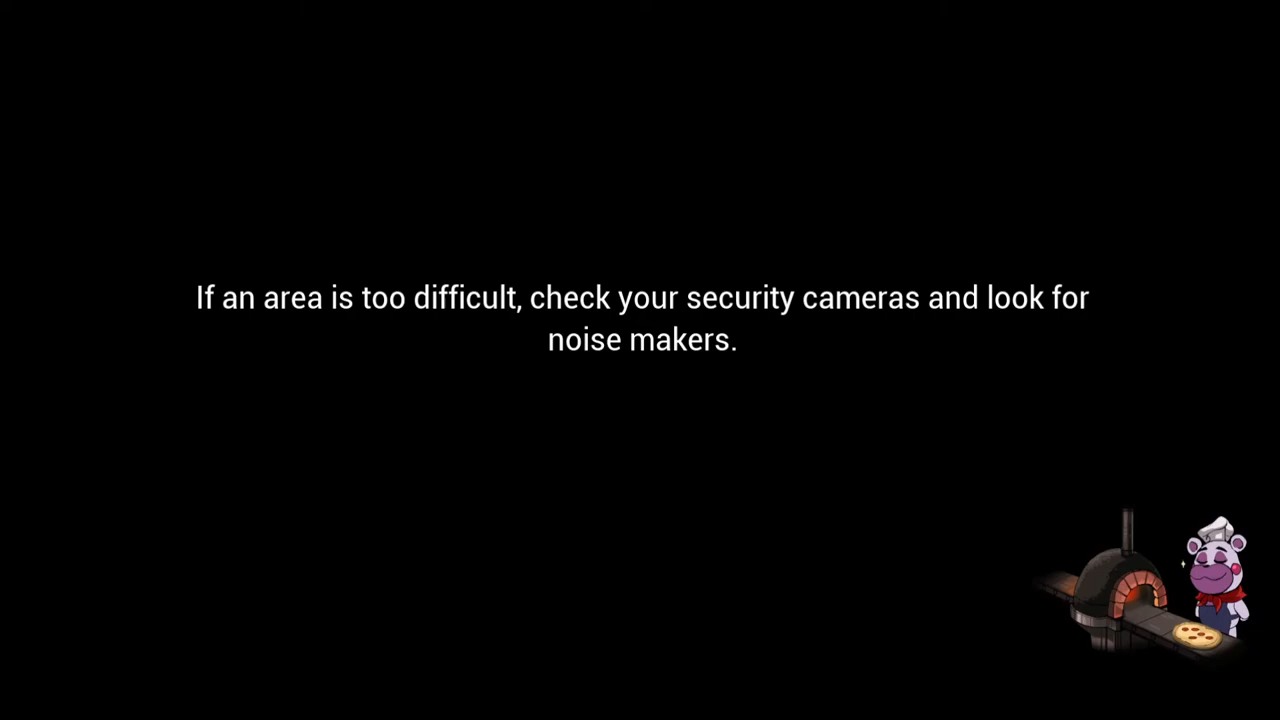 If an area is too difficult, check your security cameras and look for
noise makers.